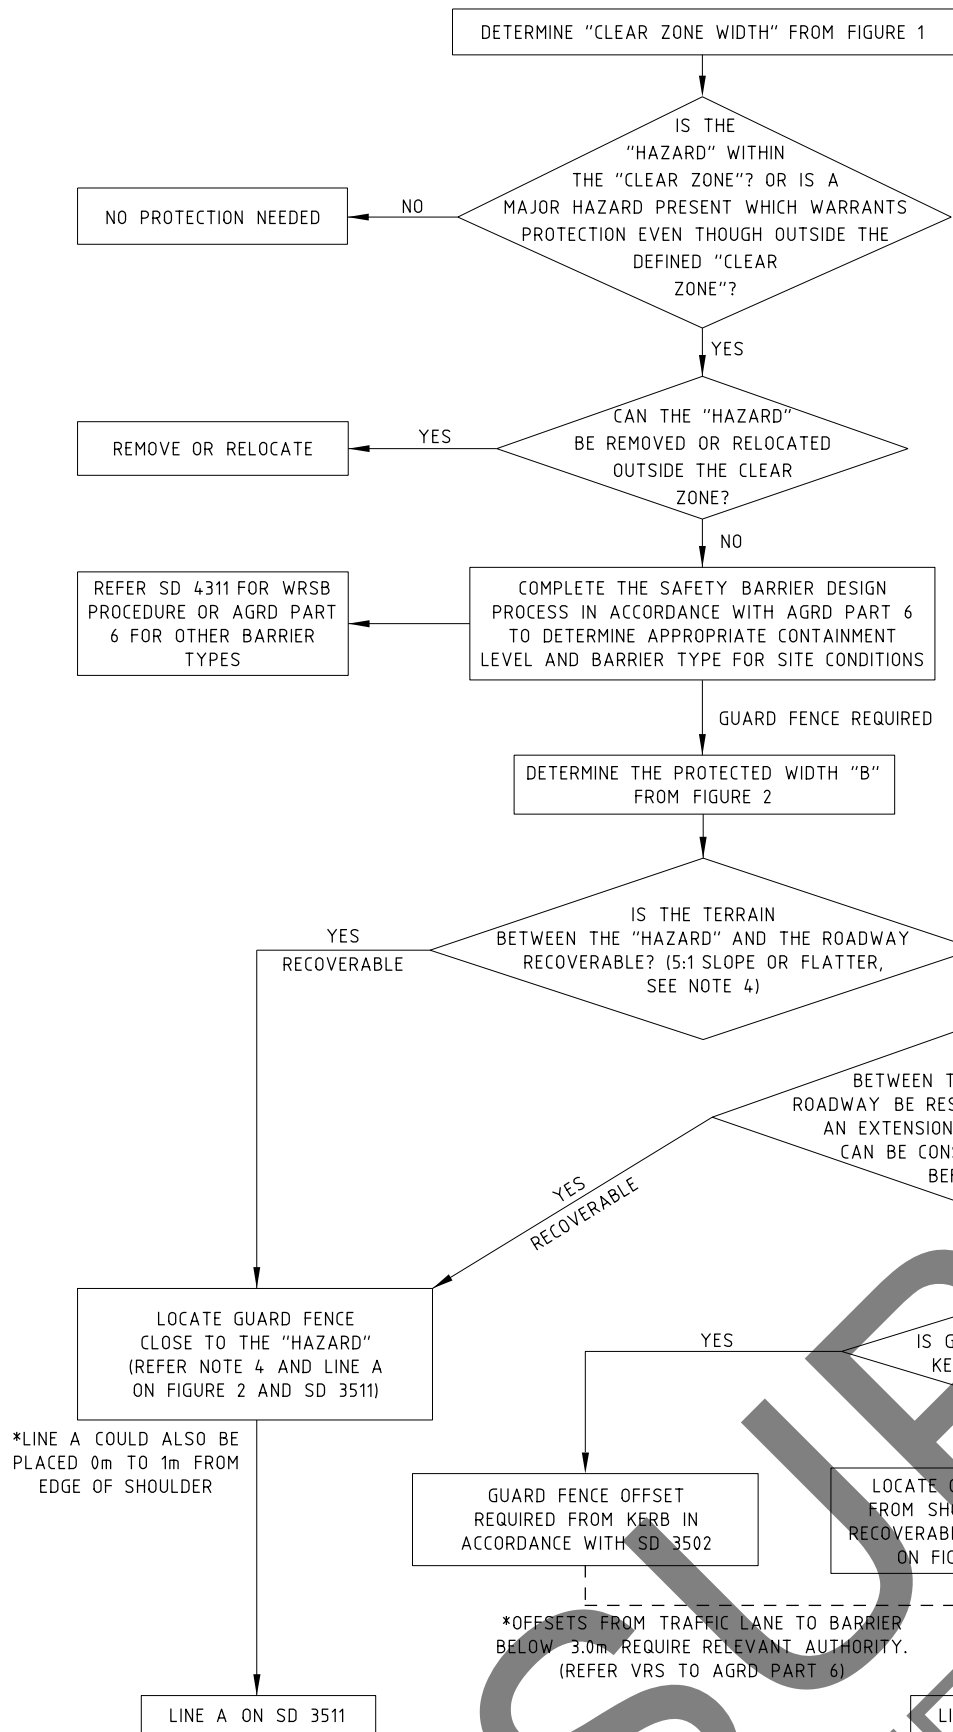 DETERMINE "CLEAR ZONE WIDTH" FROM FIGURE 1
IS THE
"HAZARD" WITHIN
THE "CLEAR ZONE"? OR IS A
MAJOR HAZARD PRESENT WHICH WARRANTS
PROTECTION EVEN THOUGH OUTSIDE THE
DEFINED "CLEAR
ZONE"?
NO
NO PROTECTION NEEDED
YES
CAN THE "HAZARD"
BE REMOVED OR RELOCATED
OUTSIDE THE CLEAR
ZONE?
YES
REMOVE OR RELOCATE
NO
COMPLETE THE SAFETY BARRIER DESIGN
PROCESS IN ACCORDANCE WITH AGRD PART 6
TO DETERMINE APPROPRIATE CONTAINMENT
LEVEL AND BARRIER TYPE FOR SITE CONDITIONS
REFER SD 4311 FOR WRSB
PROCEDURE OR AGRD PART
6 FOR OTHER BARRIER
TYPES
GUARD FENCE REQUIRED
DETERMINE THE PROTECTED WIDTH "B"
FROM FIGURE 2
IS THE TERRAIN
BETWEEN THE "HAZARD" AND THE ROADWAY
RECOVERABLE? (5:1 SLOPE OR FLATTER,
SEE NOTE 4)
YES
RECOVERABLE
BETWEEN
ROADWAY BE
AN EXTENSION
CAN BE
YES
RECOVERABLE
LOCATE GUARD FENCE
CLOSE TO THE "HAZARD"
(REFER NOTE 4 AND LINE A
ON FIGURE 2 AND SD 3511)
*LINE A COULD ALSO BE
PLACED 0m TO 1m FROM
EDGE OF SHOULDER
YES
IS
GUARD FENCE OFFSET
REQUIRED FROM KERB IN
ACCORDANCE WITH SD 3502
LOCATE
FROM
ON
*OFFSETS FROM TRAFFIC LANE TO BARRIER
BELOW 3.0m REQUIRE RELEVANT AUTHORITY.
(REFER VRS TO AGRD PART 6)
LINE A ON SD 3511